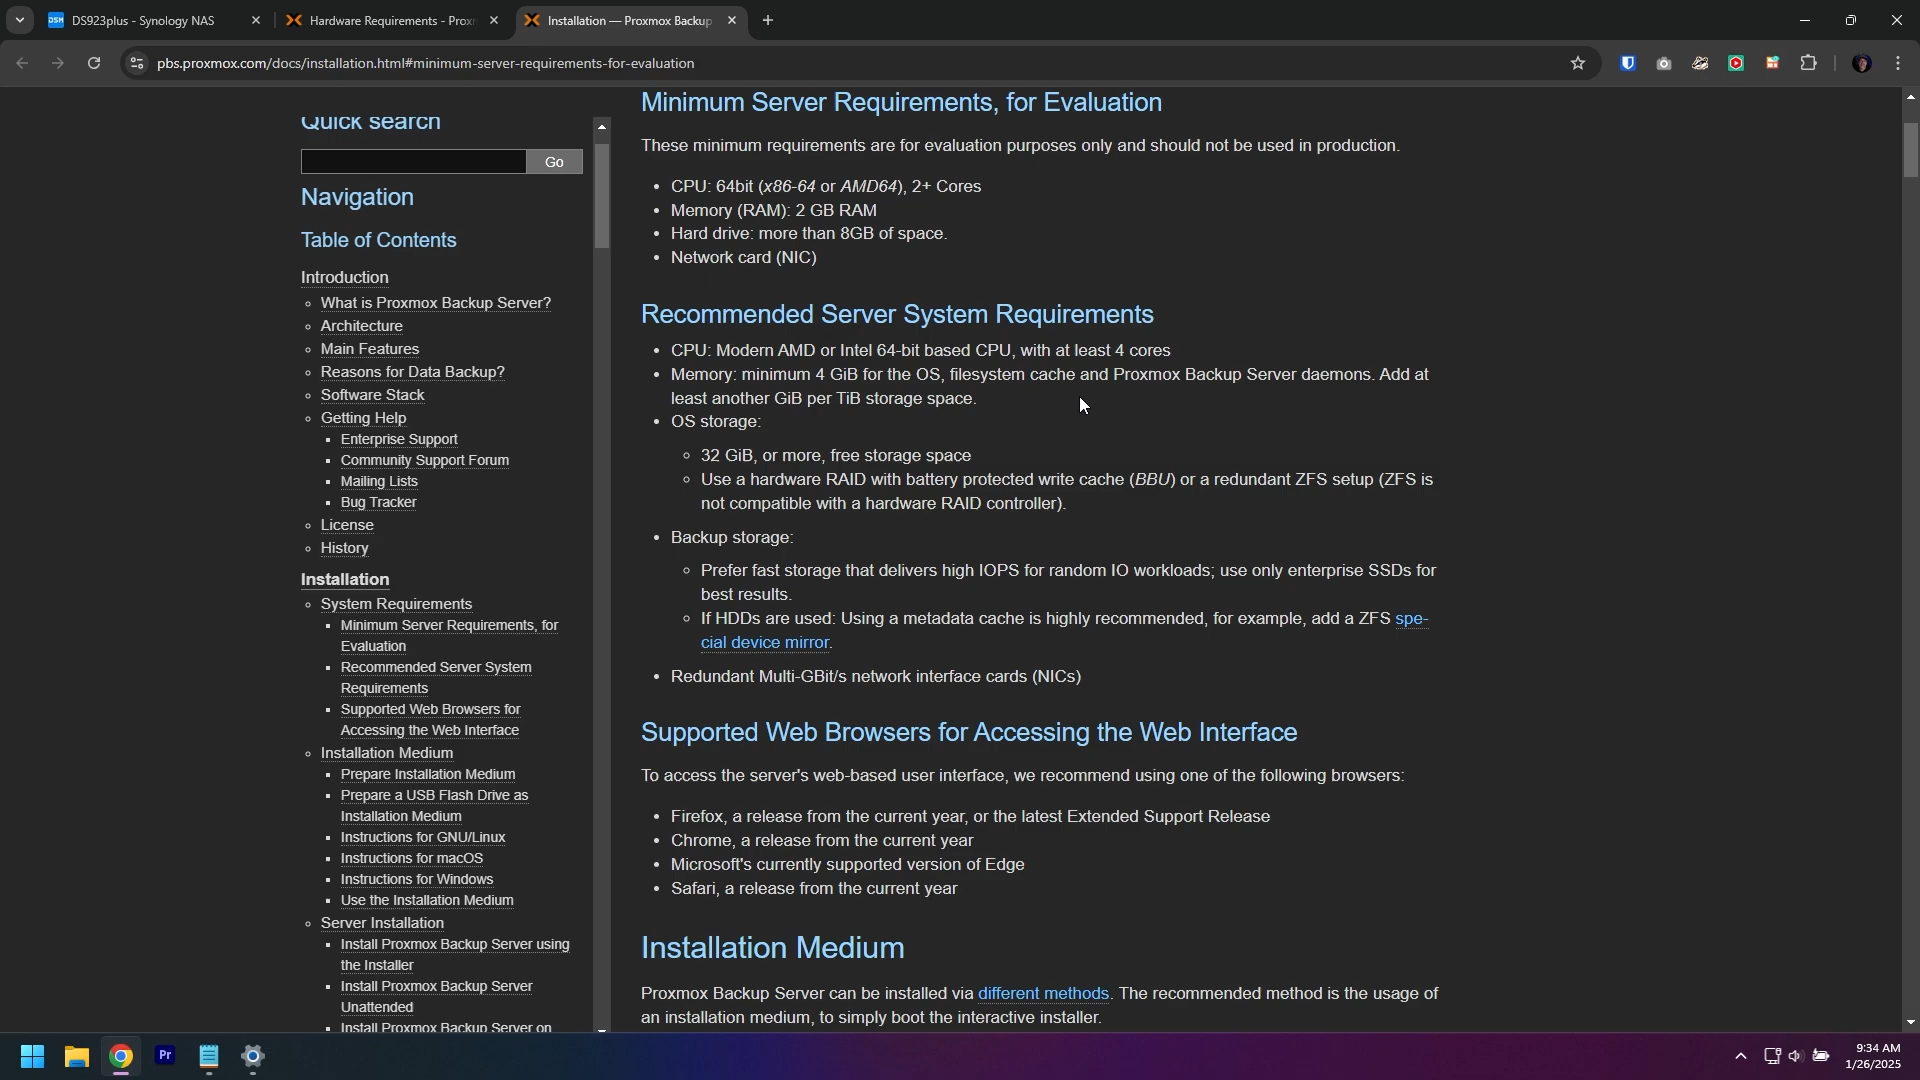 DSM DS923plus - Synology NAS
Hardware Requirements - Prox
Installation — Proxmox Backup
pbs.proxmox.com/docs/installation.html#minimum-server-requirements-for-evaluation
Quick search
Go
Navigation
Table of Contents
Introduction
What is Proxmox Backup Server?
Architecture
Main Features
Reasons for Data Backup?
Software Stack
Getting Help
Enterprise Support
Community Support Forum
Mailing Lists
Bug Tracker
License
History
Installation
System Requirements
Minimum Server Requirements, for
Evaluation
Recommended Server System
Requirements
Supported Web Browsers for
Accessing the Web Interface
Installation Medium
Prepare Installation Medium
Prepare a USB Flash Drive as
Installation Medium
Instructions for GNU/Linux
Instructions for macOS
Instructions for Windows
Use the Installation Medium
Server Installation
Install Proxmox Backup Server using
the Installer
Install Proxmox Backup Server
Unattended
Install Proxmox Backup Server on
Minimum Server Requirements, for Evaluation
These minimum requirements are for evaluation purposes only and should not be used in production.
• CPU: 64bit (x86-64 or AMD64), 2+ Cores
• Memory (RAM): 2 GB RAM
• Hard drive: more than 8GB of space.
• Network card (NIC)
Recommended Server System Requirements
• CPU: Modern AMD or Intel 64-bit based CPU, with at least 4 cores
• Memory: minimum 4 GiB for the OS, filesystem cache and Proxmox Backup Server daemons. Add at
least another GiB per TiB storage space.
• OS storage:
32 GiB, or more, free storage space
Use a hardware RAID with battery protected write cache (BBU) or a redundant ZFS setup (ZFS is
not compatible with a hardware RAID controller).
• Backup storage:
Prefer fast storage that delivers high IOPS for random IO workloads; use only enterprise SSDs for
best results.
If HDDs are used: Using a metadata cache is highly recommended, for example, add a ZFS spe-
cial device mirror.
• Redundant Multi-GBit/s network interface cards (NICs)
Supported Web Browsers for Accessing the Web Interface
To access the server's web-based user interface, we recommend using one of the following browsers:
• Firefox, a release from the current year, or the latest Extended Support Release
• Chrome, a release from the current year
• Microsoft's currently supported version of Edge
• Safari, a release from the current year
Installation Medium
Proxmox Backup Server can be installed via different methods. The recommended method is the usage of
an installation medium, to simply boot the interactive installer.
Pr
9:34 AM
1/26/2025